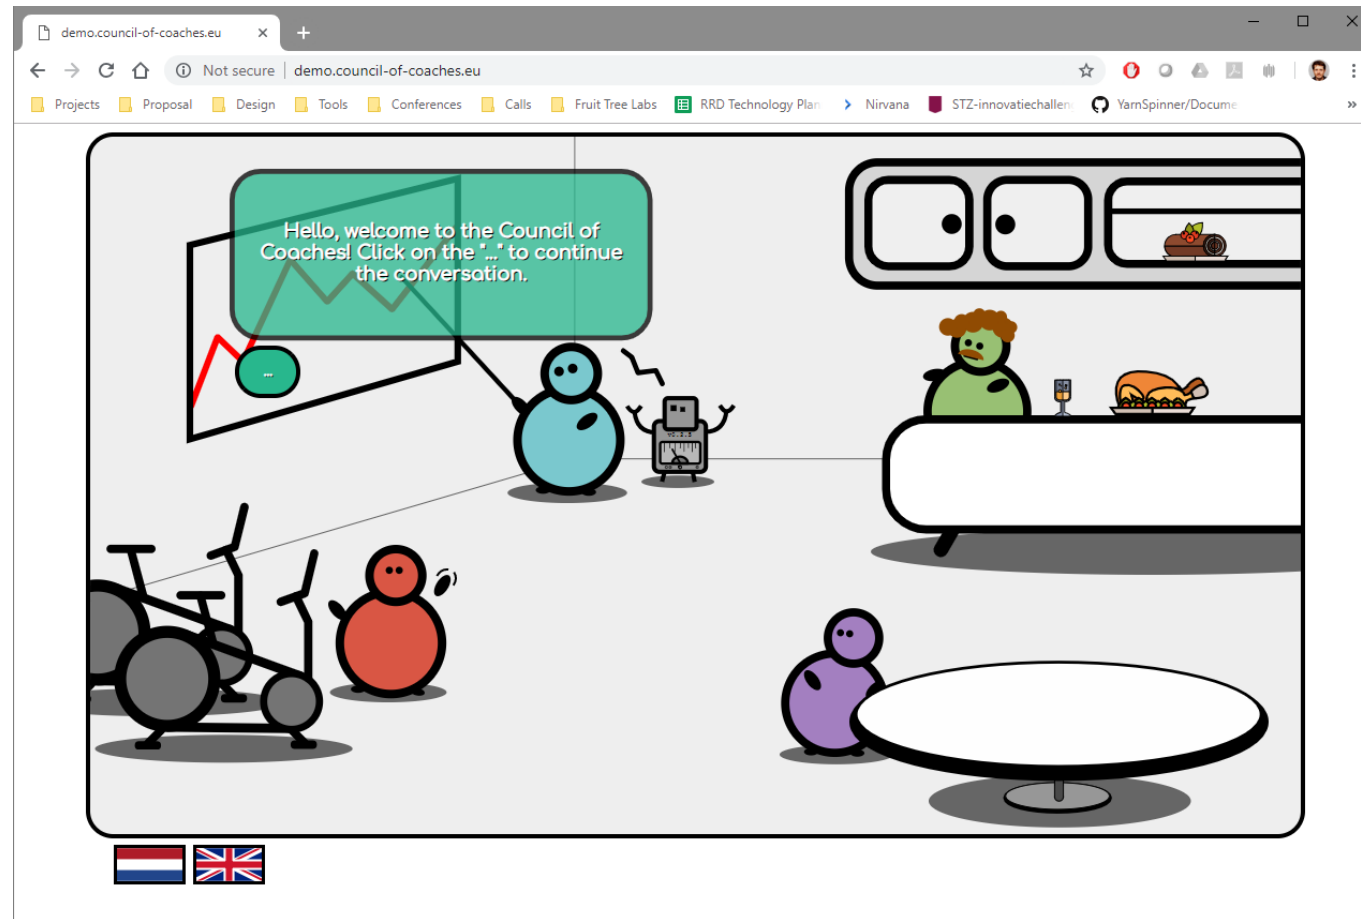 demo.council-of-coaches.eu
Not secure | demo.council-of-coaches.eu
Projects Proposal Design Tools Conferences Calls Fruit Tree Labs RRD Technology Plan Nirvana STZ-innovatiechallen YarnSpinner/Docume
Hello, welcome to the Council of
Coaches! Click on the "..." to continue
the conversation.
...